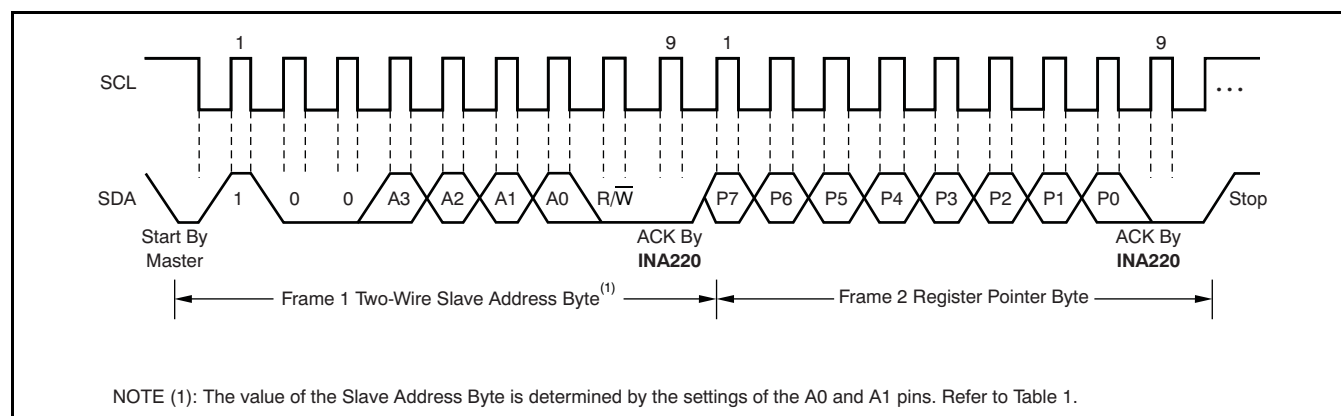 1 9 1 9
SCL
...
SDA 1 0 0 A3 A2 A1 A0 R/W̅ P7 P6 P5 P4 P3 P2 P1 P0 Stop
Start By Master
ACK By INA220
ACK By INA220
Frame 1 Two-Wire Slave Address Byte(1)
Frame 2 Register Pointer Byte
NOTE (1): The value of the Slave Address Byte is determined by the settings of the A0 and A1 pins. Refer to Table 1.